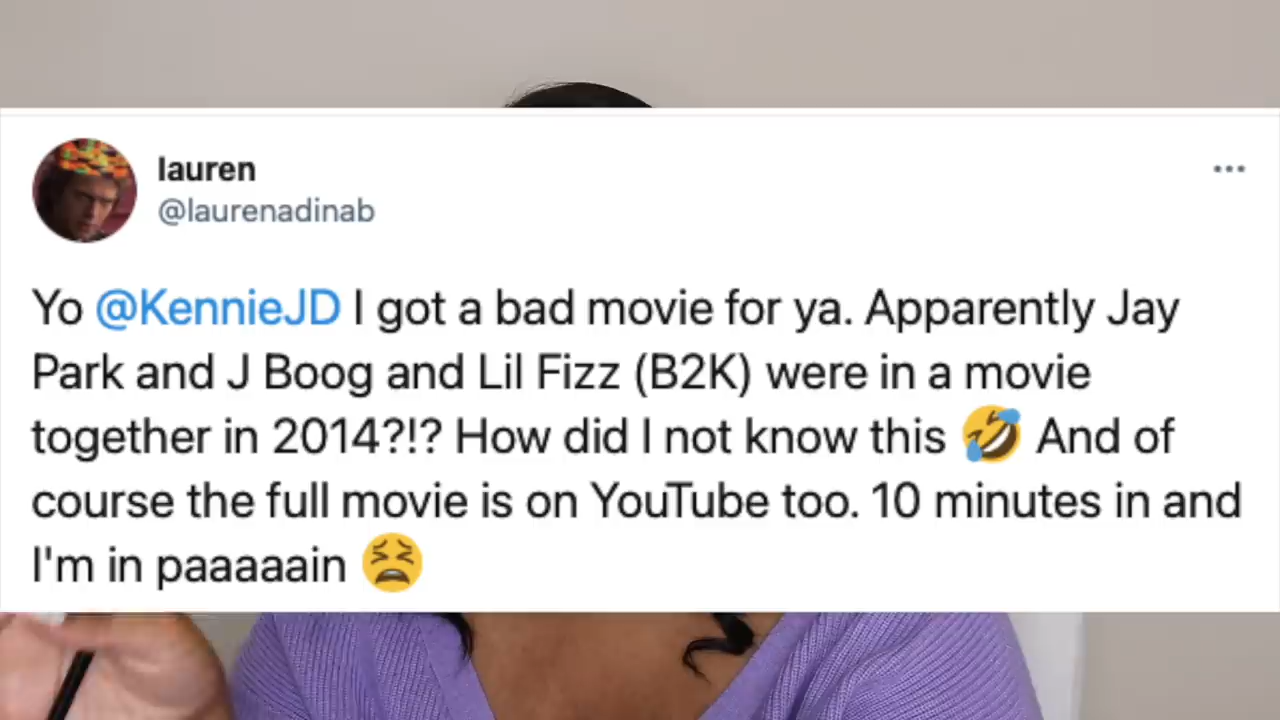 lauren
@laurenadinab
Yo @KennieJD I got a bad movie for ya. Apparently Jay
Park and J Boog and Lil Fizz (B2K) were in a movie
together in 2014?!? How did I not know this 🤣 And of
course the full movie is on YouTube too. 10 minutes in and
I'm in paaaaain 😫